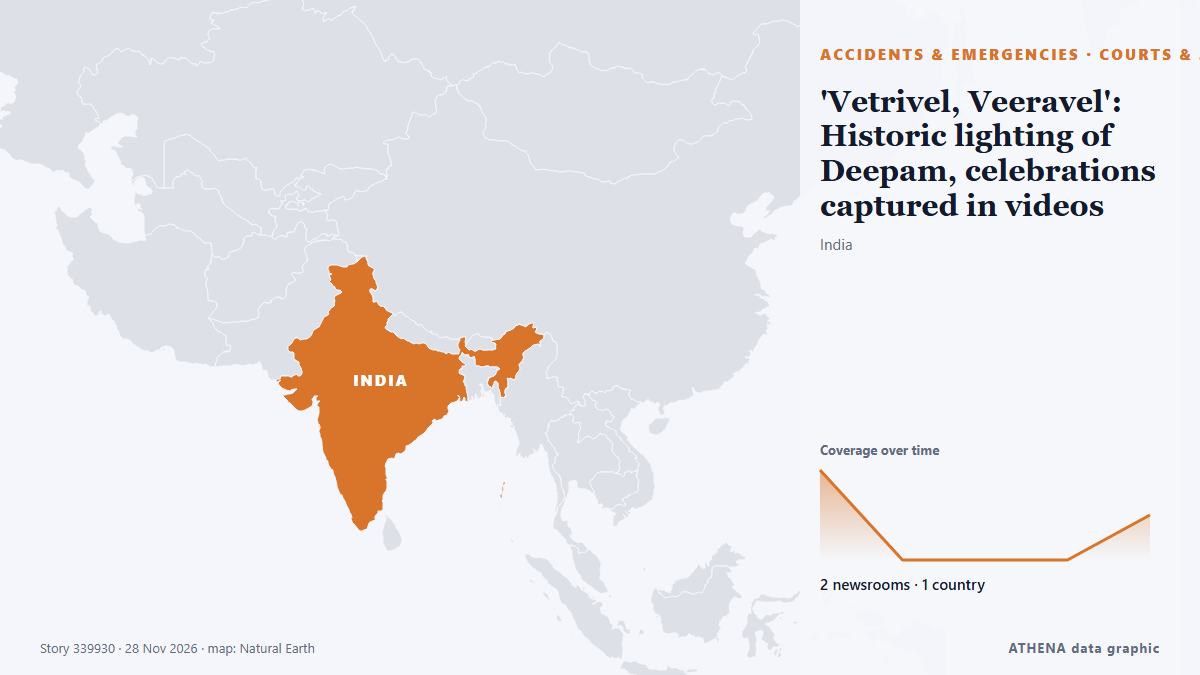 ACCIDENTS & EMERGENCIES · COURTS &
'Vetrivel, Veeravel':
Historic lighting of
Deepam, celebrations
captured in videos
India
INDIA
Coverage over time
2 newsrooms · 1 country
Story 339930 · 28 Nov 2026 · map: Natural Earth
ATHENA data graphic